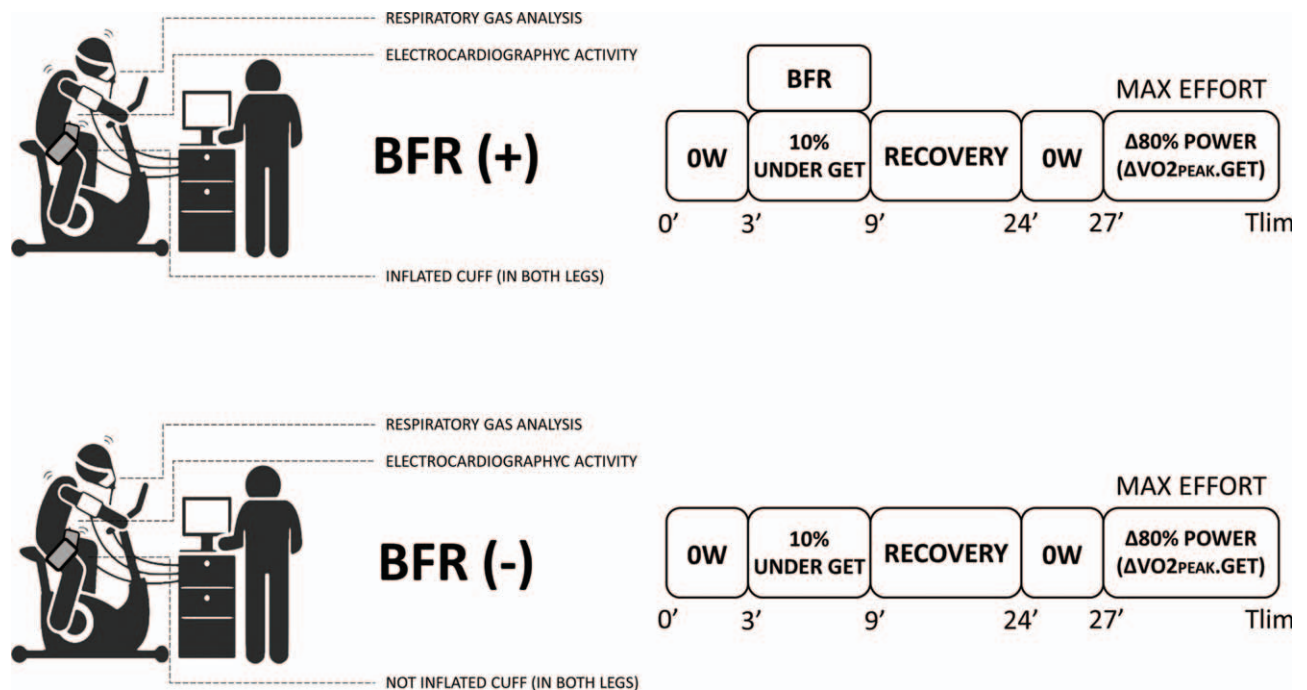 RESPIRATORY GAS ANALYSIS
ELECTROCARDIOGRAPHYC ACTIVITY
BFR (+)
INFLATED CUFF (IN BOTH LEGS)
BFR
MAX EFFORT
0W
10%
UNDER GET
RECOVERY
0W
Δ80% POWER
(ΔVO2PEAK.GET)
0’ 3’ 9’ 24’ 27’ Tlim
RESPIRATORY GAS ANALYSIS
ELECTROCARDIOGRAPHYC ACTIVITY
BFR (-)
NOT INFLATED CUFF (IN BOTH LEGS)
MAX EFFORT
0W
10%
UNDER GET
RECOVERY
0W
Δ80% POWER
(ΔVO2PEAK.GET)
0’ 3’ 9’ 24’ 27’ Tlim